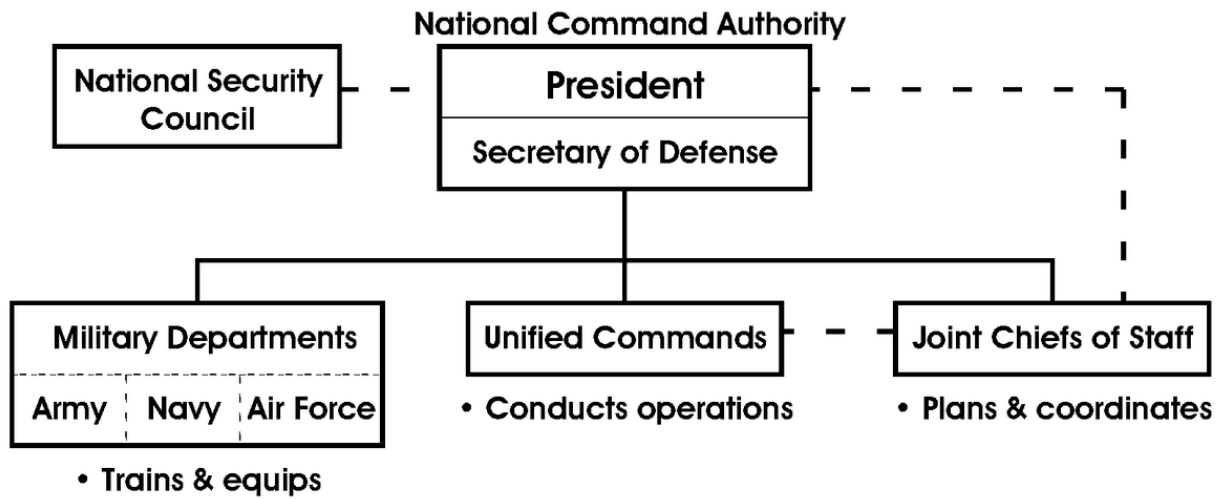 National Command Authority
National Security
Council
President
Secretary of Defense
Military Departments
Army
Navy
Air Force
• Trains & equips
Unified Commands
• Conducts operations
Joint Chiefs of Staff
• Plans & coordinates